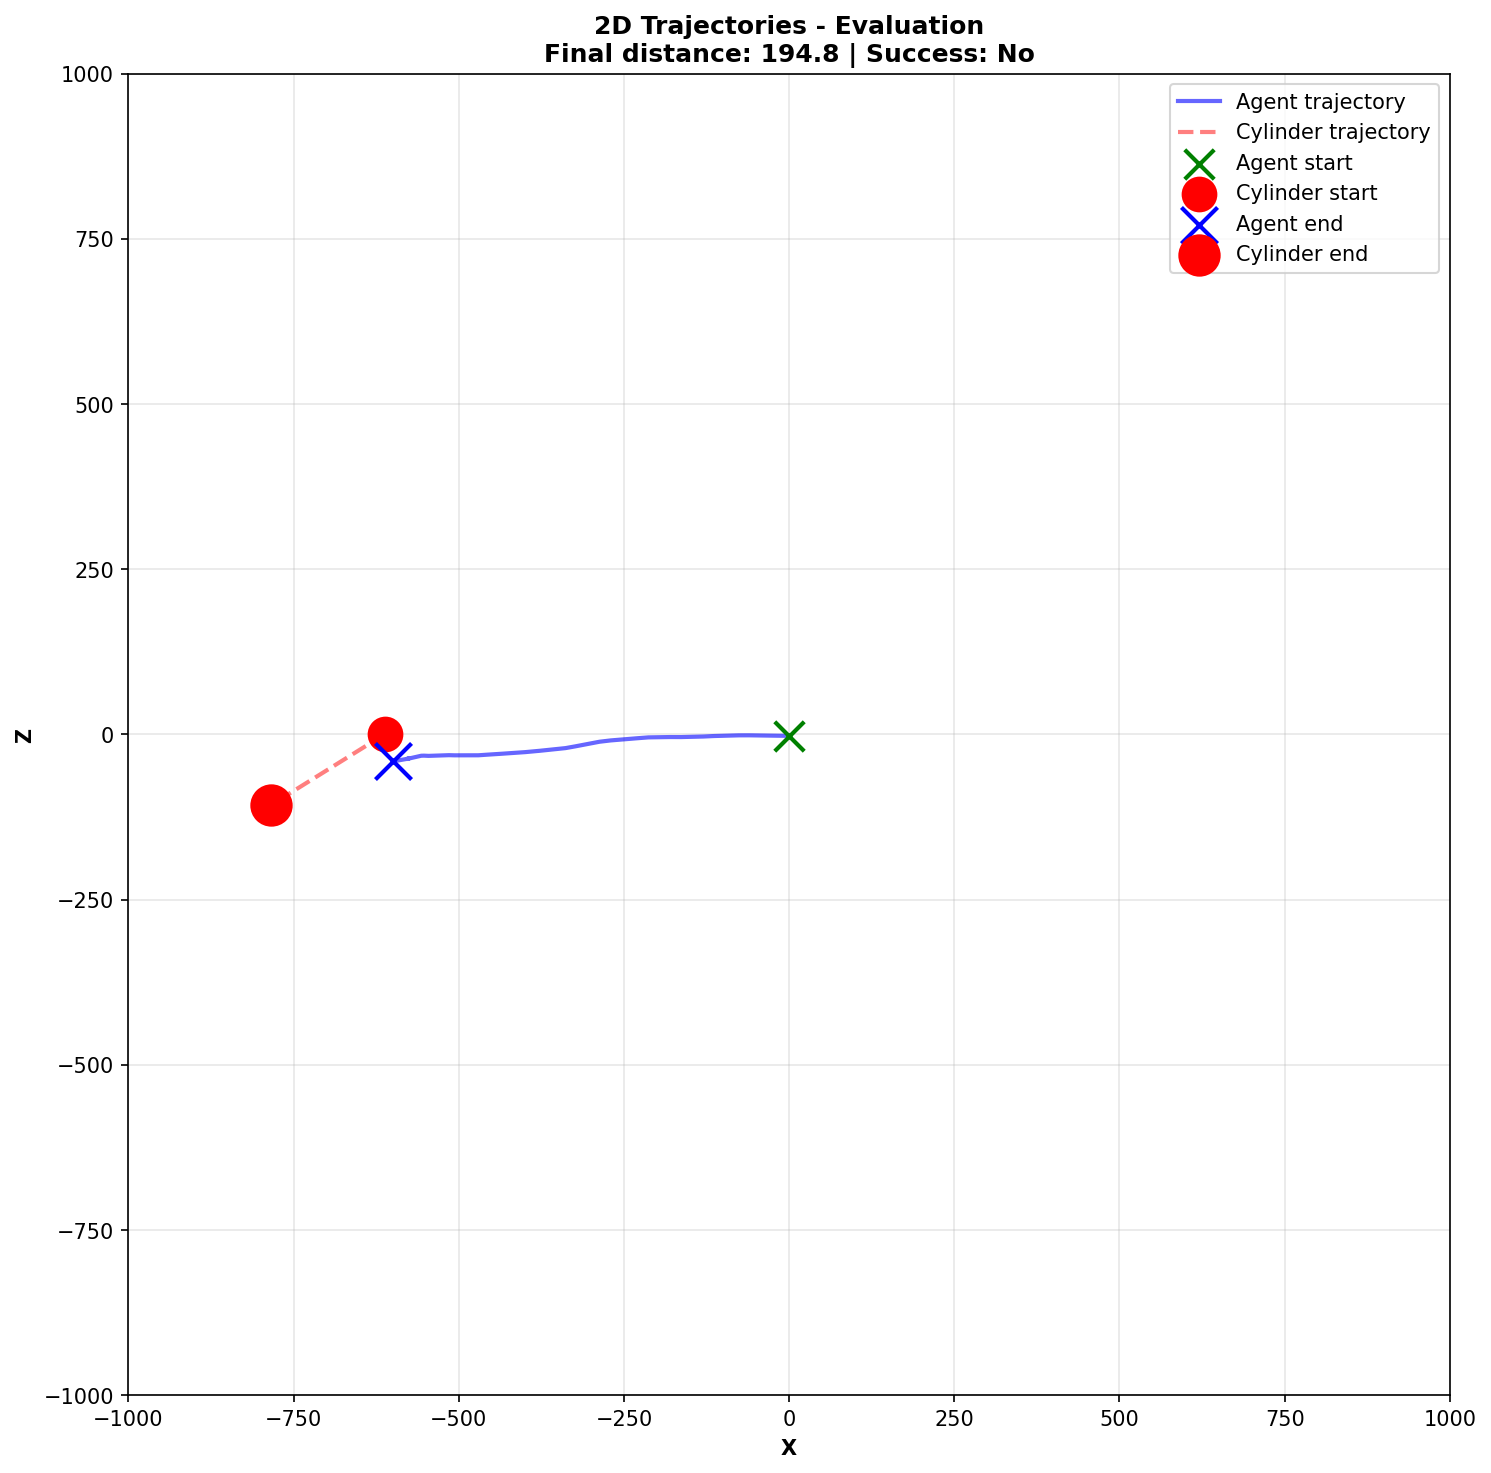 2D Trajectories - Evaluation
Final distance: 194.8 | Success: No
Agent trajectory
Cylinder trajectory
Agent start
Cylinder start
Agent end
Cylinder end
1000
750
500
250
0
−250
−500
−750
−1000
Z
−1000
−750
−500
−250
0
250
500
750
1000
X